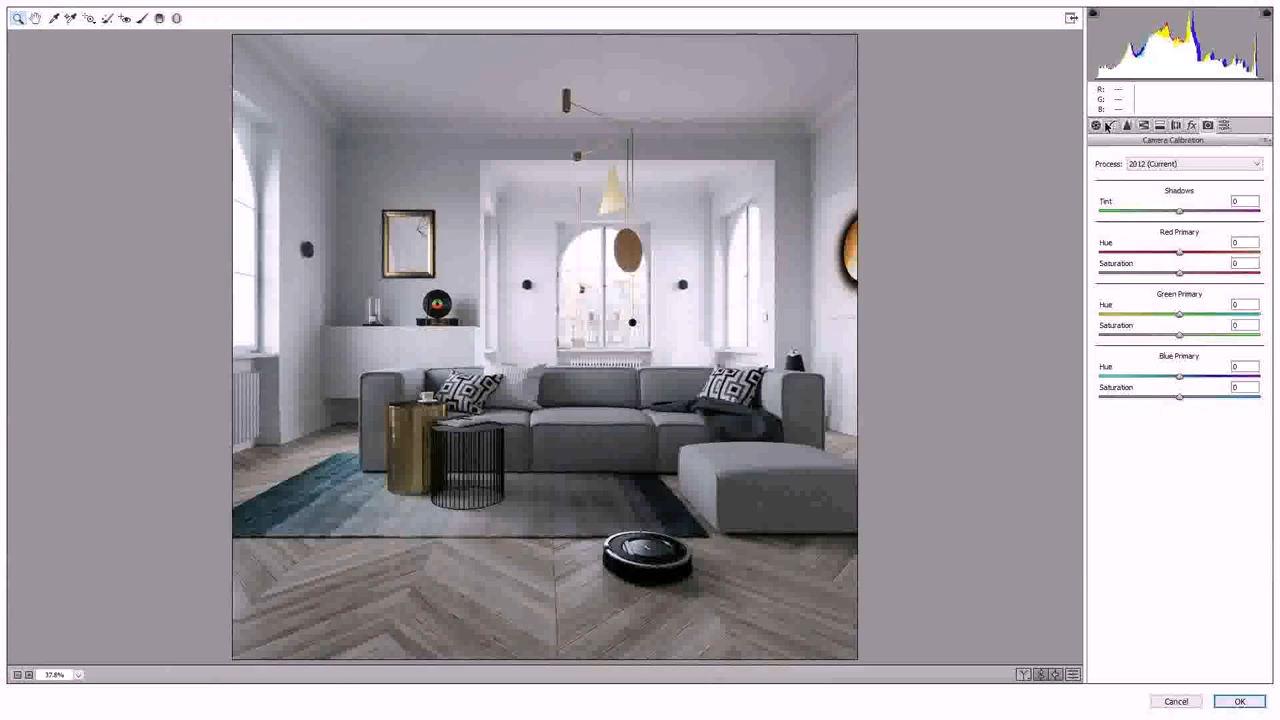 R: ---
G: ---
B: ---
fx
Camera Calibration
Process: 2012 (Current)
Shadows
Tint 0
Red Primary
Hue 0
Saturation 0
Green Primary
Hue 0
Saturation 0
Blue Primary
Hue 0
Saturation 0
37.8%
Y
Cancel OK